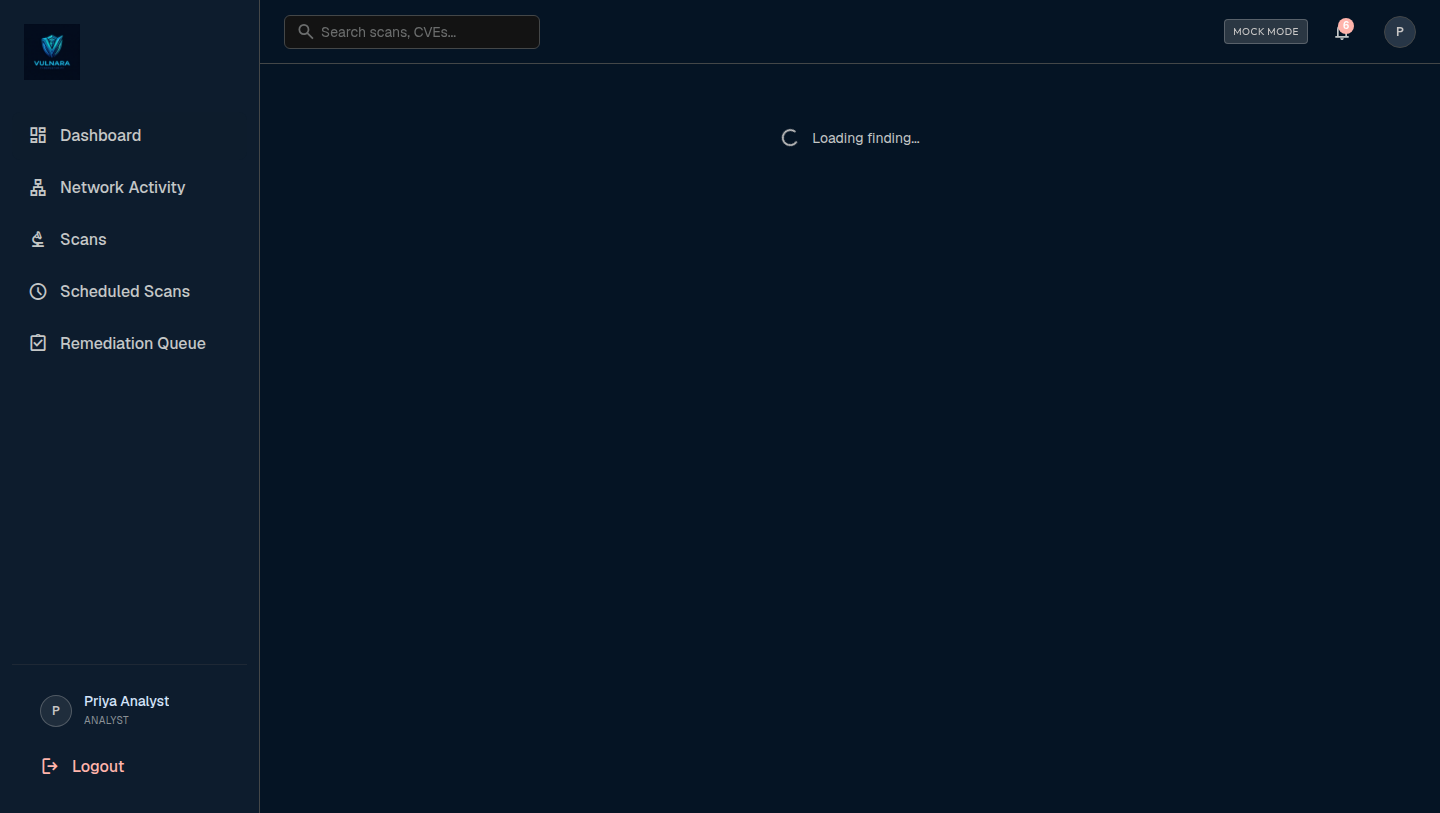 VULNARA
Search scans, CVEs...
MOCK MODE
6
P
Dashboard
Network Activity
Scans
Scheduled Scans
Remediation Queue
Loading finding...
P
Priya Analyst
ANALYST
Logout